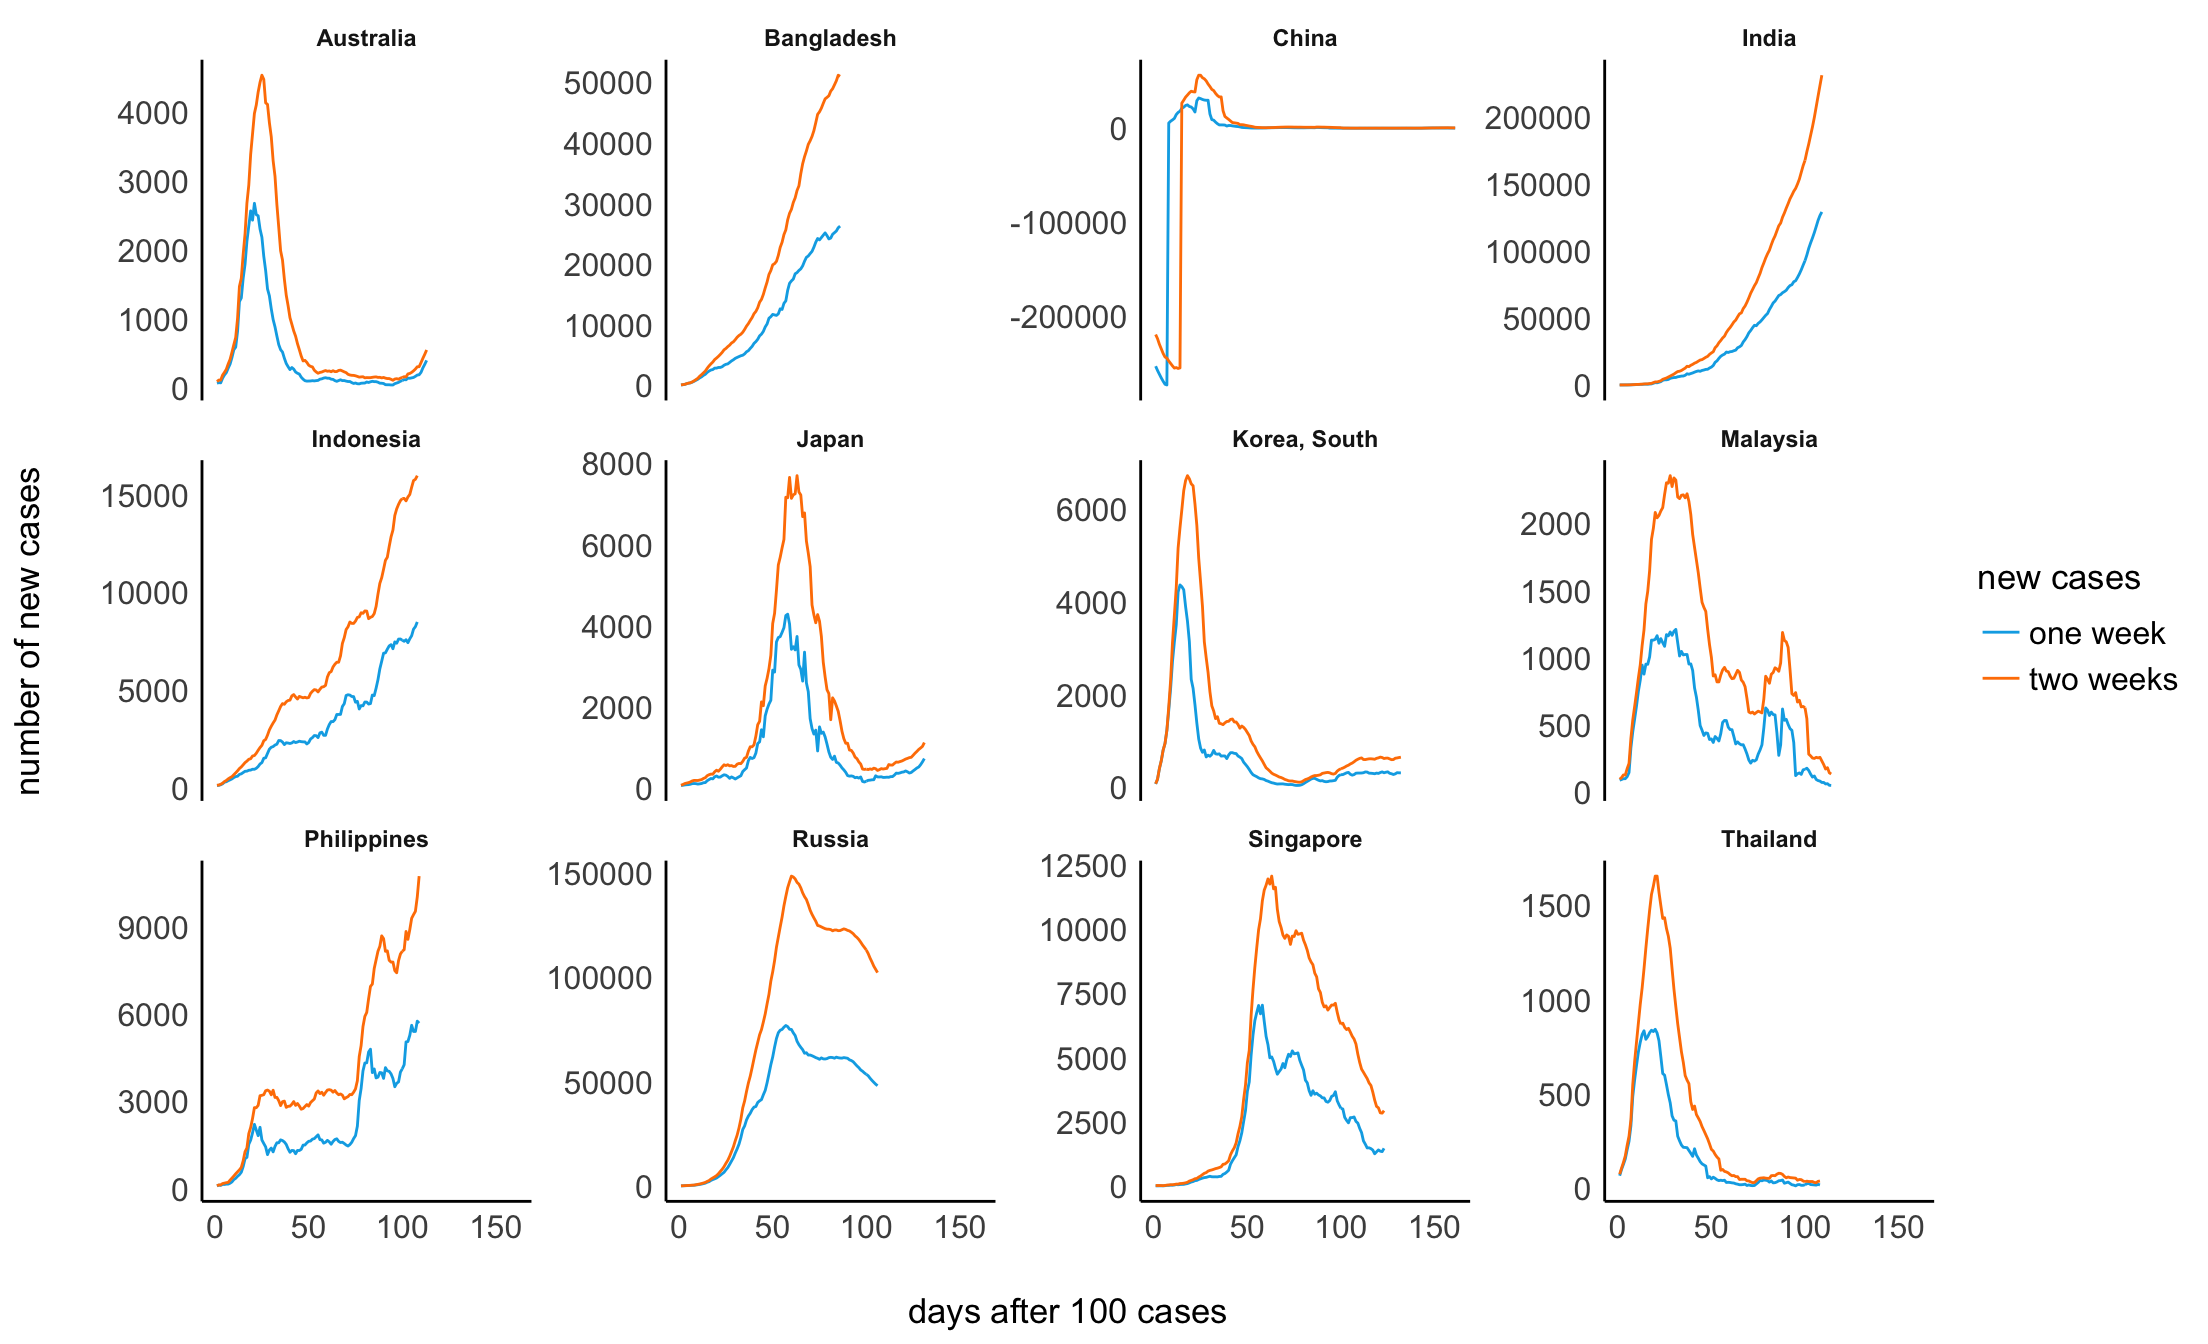 Australia
Bangladesh
China
India
4000
3000
2000
1000
0
50000
40000
30000
20000
10000
0
0
-100000
-200000
200000
150000
100000
50000
0
Indonesia
Japan
Korea, South
Malaysia
15000
10000
5000
0
8000
6000
4000
2000
0
6000
4000
2000
0
2000
1500
1000
500
0
Philippines
Russia
Singapore
Thailand
9000
6000
3000
0
150000
100000
50000
0
12500
10000
7500
5000
2500
0
1500
1000
500
0
0 50 100 150
0 50 100 150
0 50 100 150
0 50 100 150
number of new cases
days after 100 cases
new cases
one week
two weeks